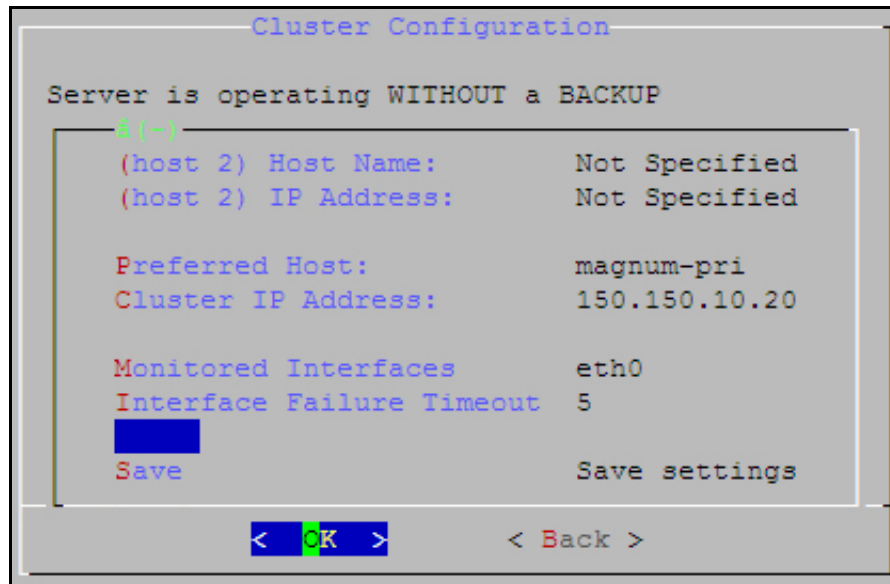 Cluster Configuration
Server is operating WITHOUT a BACKUP
(-)
(host 2) Host Name: Not Specified
(host 2) IP Address: Not Specified
Preferred Host: magnum-pri
Cluster IP Address: 150.150.10.20
Monitored Interfaces eth0
Interface Failure Timeout 5
Save Save settings
< OK > < Back >